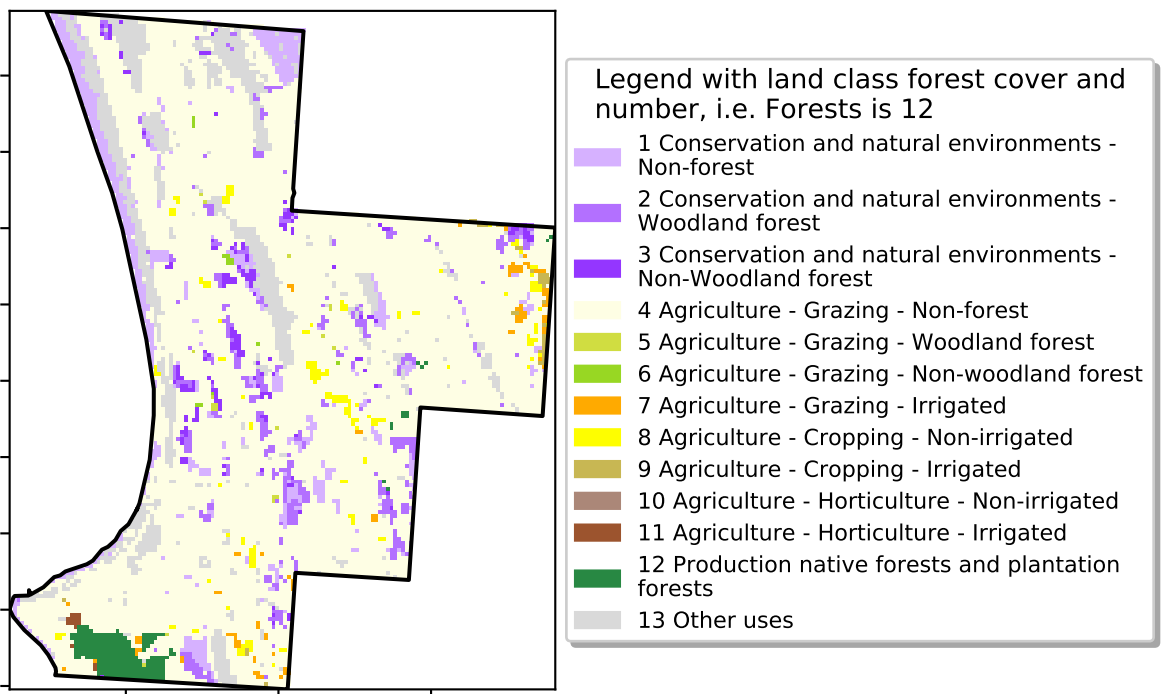 Legend with land class forest cover and
number, i.e. Forests is 12
1 Conservation and natural environments -
Non-forest
2 Conservation and natural environments -
Woodland forest
3 Conservation and natural environments -
Non-Woodland forest
4 Agriculture - Grazing - Non-forest
5 Agriculture - Grazing - Woodland forest
6 Agriculture - Grazing - Non-woodland forest
7 Agriculture - Grazing - Irrigated
8 Agriculture - Cropping - Non-irrigated
9 Agriculture - Cropping - Irrigated
10 Agriculture - Horticulture - Non-irrigated
11 Agriculture - Horticulture - Irrigated
12 Production native forests and plantation
forests
13 Other uses